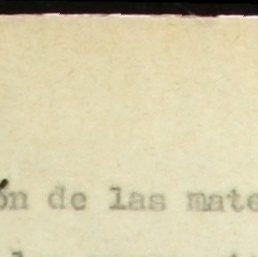 ón de las mate